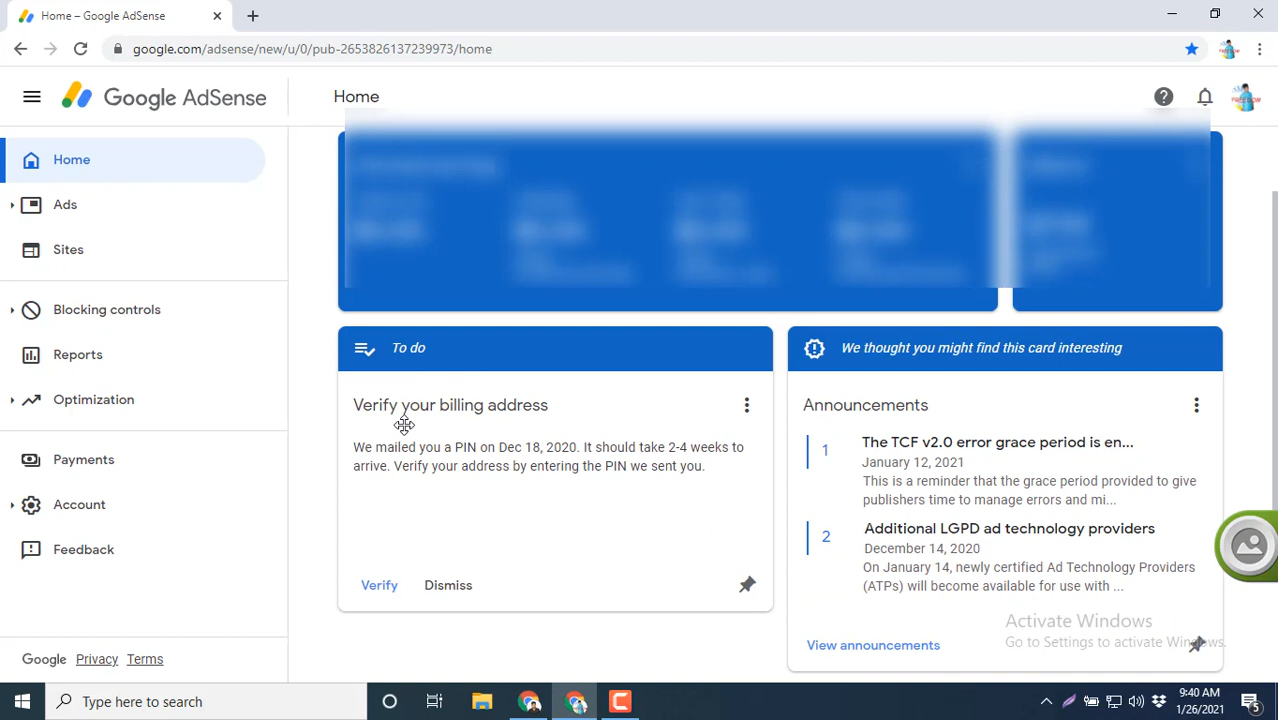 Home – Google AdSense
google.com/adsense/new/u/0/pub-2653826137239973/home
Google AdSense
Home
FREEDOM
Home
Ads
Sites
Blocking controls
Reports
Optimization
Payments
Account
Feedback
Google Privacy Terms
To do
Verify your billing address
We mailed you a PIN on Dec 18, 2020. It should take 2-4 weeks to
arrive. Verify your address by entering the PIN we sent you.
Verify Dismiss
We thought you might find this card interesting
Announcements
1 The TCF v2.0 error grace period is en...
January 12, 2021
This is a reminder that the grace period provided to give
publishers time to manage errors and mi...
2 Additional LGPD ad technology providers
December 14, 2020
On January 14, newly certified Ad Technology Providers
(ATPs) will become available for use with ...
View announcements
Activate Windows
Go to Settings to activate Windows.
Type here to search
9:40 AM
1/26/2021
5